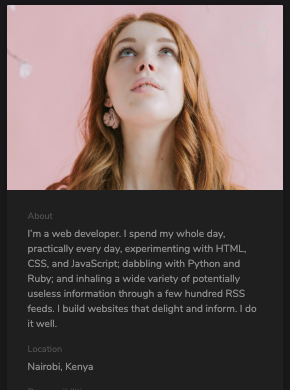 About
I'm a web developer. I spend my whole day,
practically every day, experimenting with HTML,
CSS, and JavaScript; dabbling with Python and
Ruby; and inhaling a wide variety of potentially
useless information through a few hundred RSS
feeds. I build websites that delight and inform. I do
it well.
Location
Nairobi, Kenya